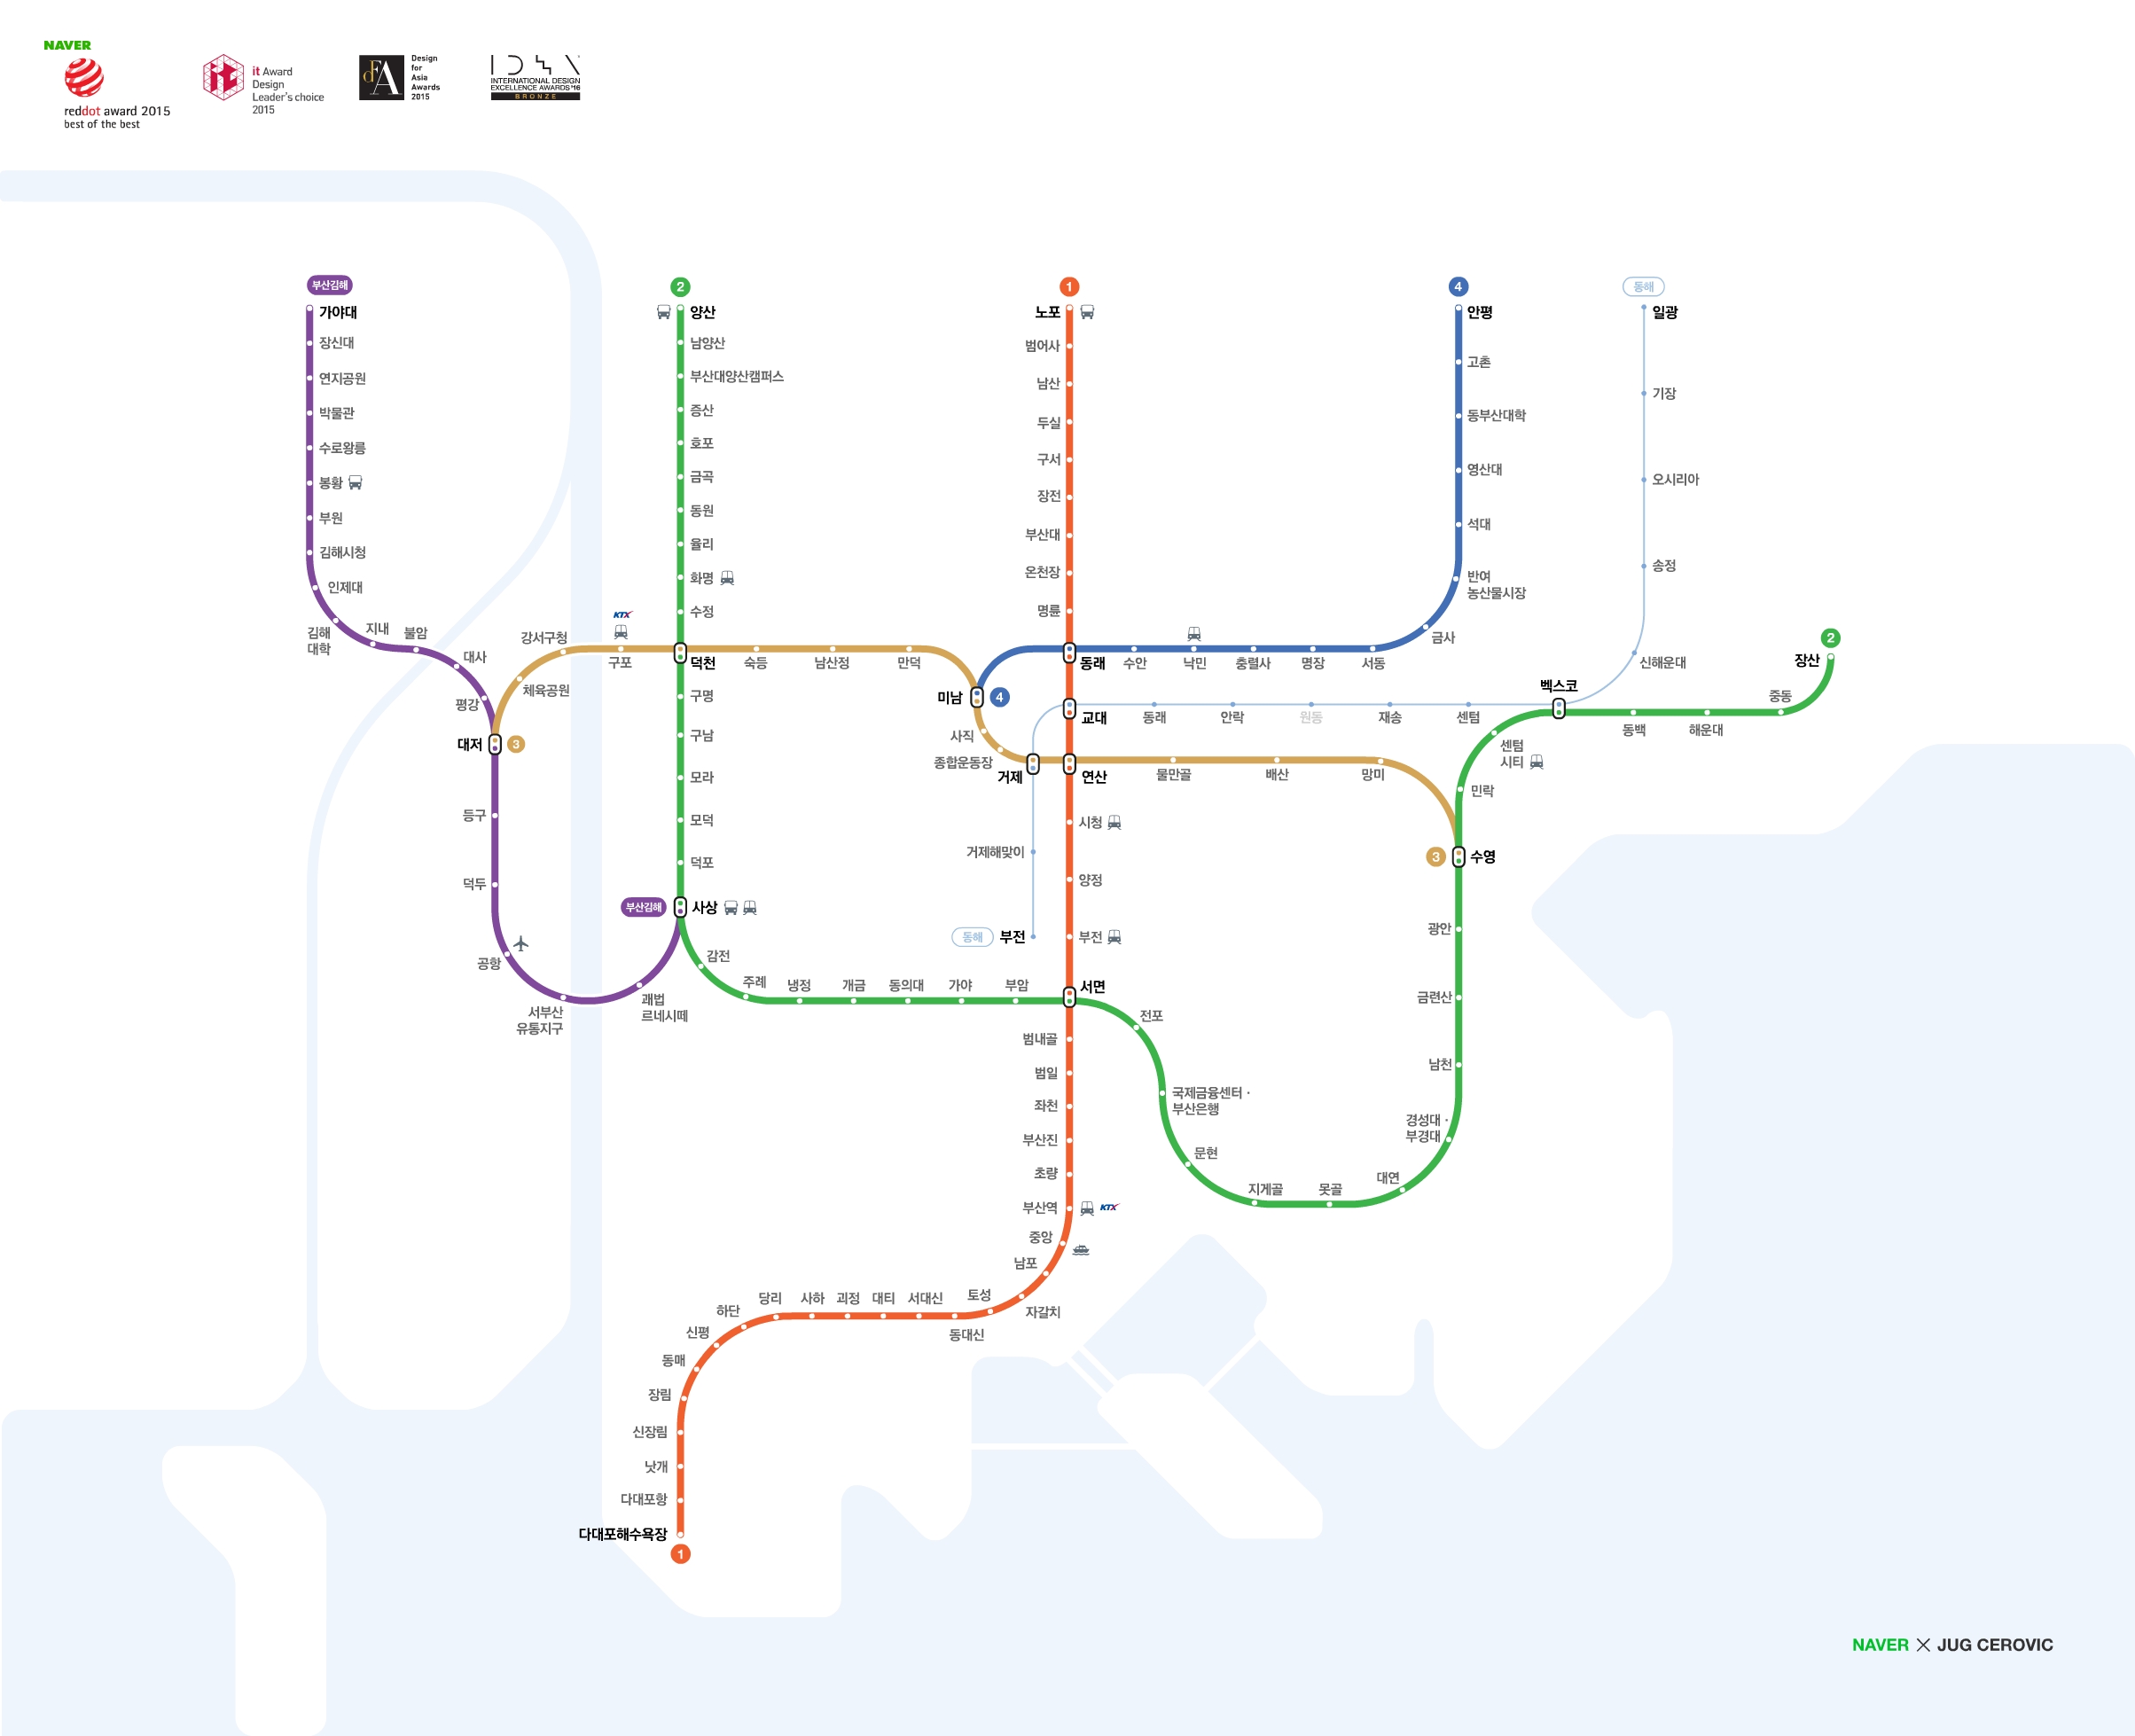 NAVER
reddot award 2015
best of the best
it Award
Design
Leader's choice
2015
dfA
Design
for
Asia
Awards
2015
INTERNATIONAL DESIGN
EXCELLENCE AWARDS '16
BRONZE
부산김해
가야대
장신대
연지공원
박물관
수로왕릉
봉황
부원
김해시청
인제대
김해
대학
지내
불암
대사
평강
대저
3
등구
덕두
공항
서부산
유통지구
괘법
르네시떼
부산김해
사상
2
양산
남양산
부산대양산캠퍼스
증산
호포
금곡
동원
율리
화명
수정
덕천
구명
구남
모라
모덕
덕포
감전
주례
냉정
개금
동의대
가야
부암
서면
전포
국제금융센터 ·
부산은행
문현
지게골
못골
대연
경성대 ·
부경대
남천
금련산
광안
3
수영
민락
센텀
시티
벡스코
동백
해운대
중동
장산
2
체육공원
강서구청
KTX
구포
숙등
남산정
만덕
미남
4
사직
종합운동장
거제
연산
물만골
배산
망미
1
노포
범어사
남산
두실
구서
장전
부산대
온천장
명륜
동래
교대
시청
양정
부전
범내골
범일
좌천
부산진
초량
부산역
KTX
중앙
남포
자갈치
토성
동대신
서대신
대티
괴정
사하
당리
하단
신평
동매
장림
신장림
낫개
다대포항
다대포해수욕장
1
4
안평
고촌
동부산대학
영산대
석대
반여
농산물시장
금사
서동
명장
충렬사
낙민
수안
동해
일광
기장
오시리아
송정
신해운대
센텀
재송
원동
안락
동래
거제해맞이
동해
부전
NAVER × JUG CEROVIC